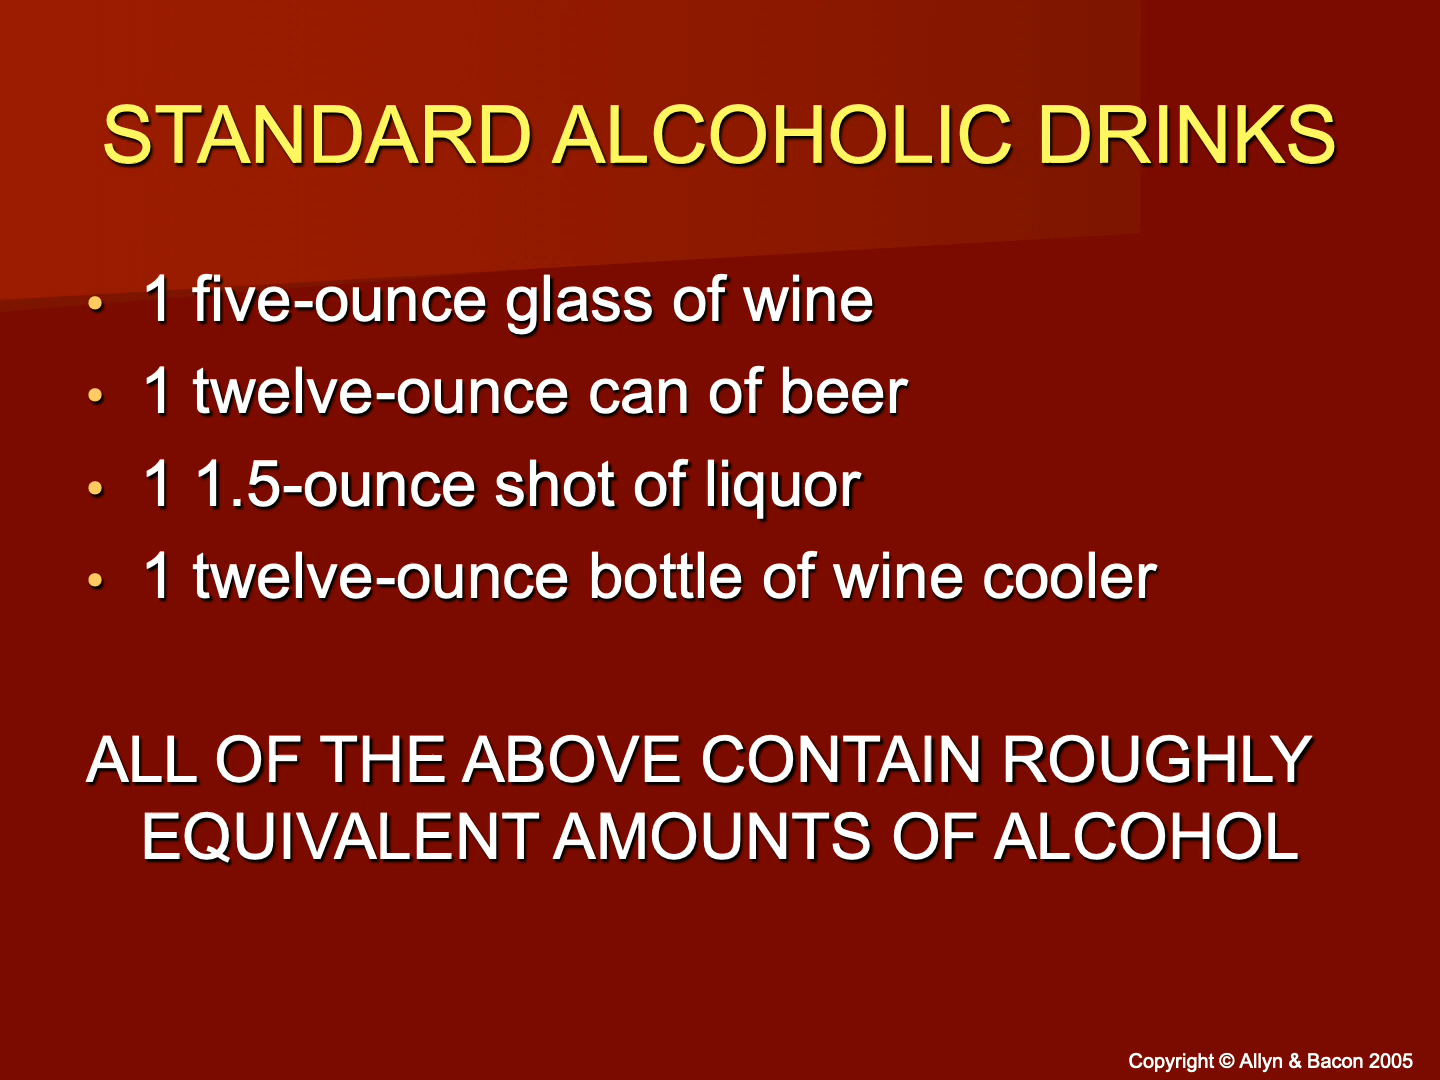 STANDARD ALCOHOLIC DRINKS
• 1 five-ounce glass of wine
• 1 twelve-ounce can of beer
• 1 1.5-ounce shot of liquor
• 1 twelve-ounce bottle of wine cooler
ALL OF THE ABOVE CONTAIN ROUGHLY
EQUIVALENT AMOUNTS OF ALCOHOL
Copyright © Allyn & Bacon 2005